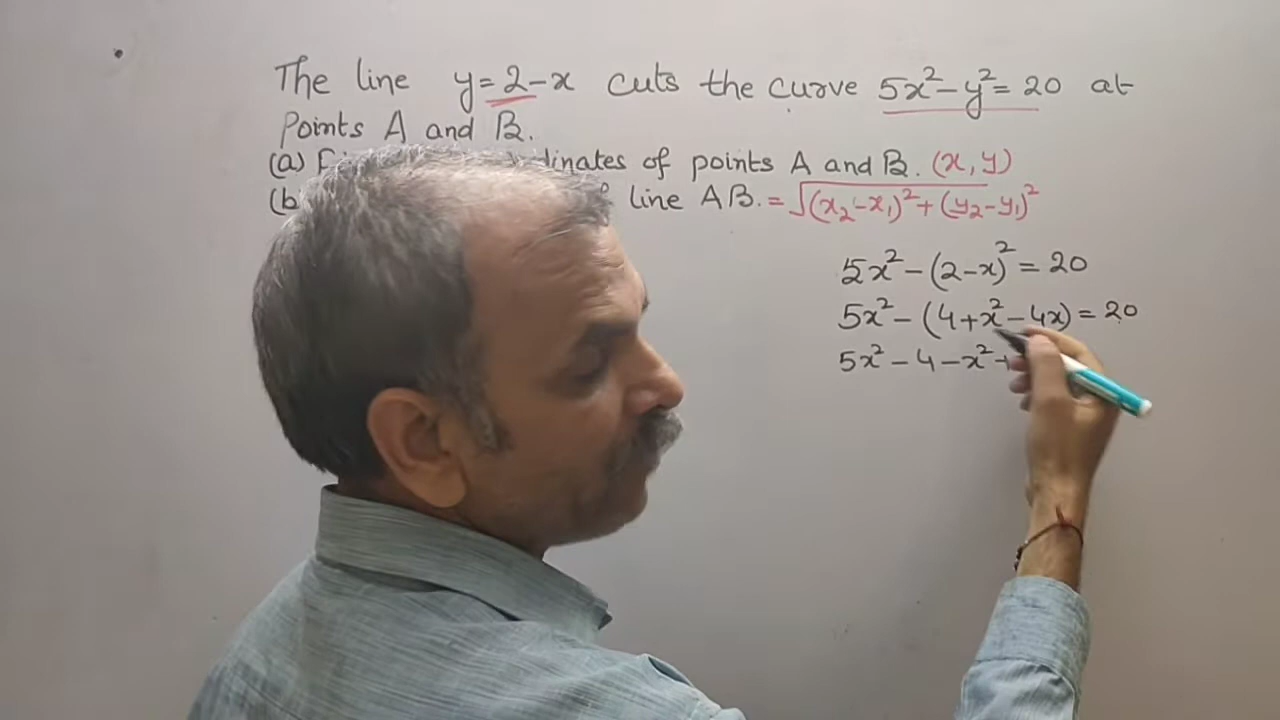 The line y = 2 - x cuts the curve 5x² - y² = 20 at
Points A and B.
(a) dinates of points A and B. (x, y)
(b line AB. = √(x₂ - x₁)² + (y₂ - y₁)²
5x² - (2 - x)² = 20
5x² - (4 + x² - 4x) = 20
5x² - 4 - x² +